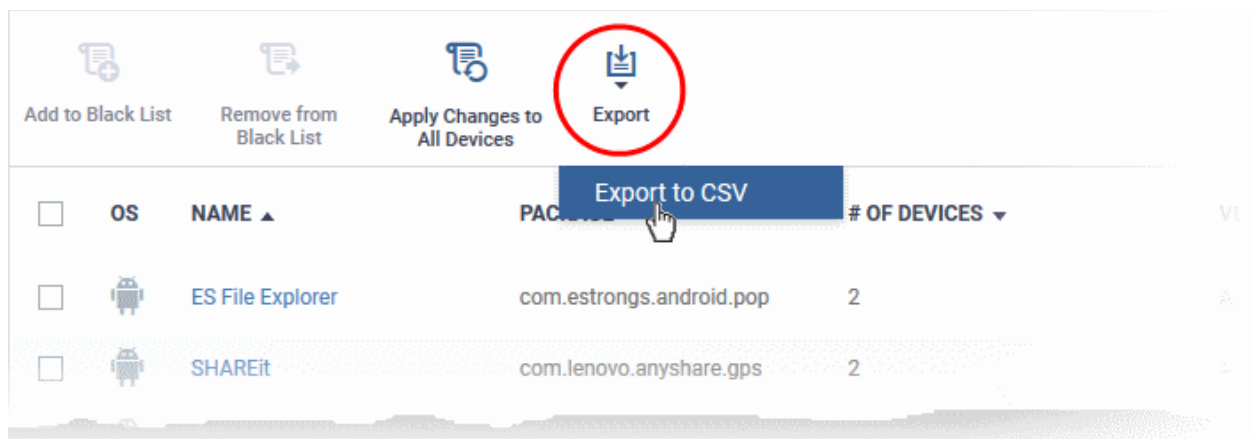 Add to Black List
Remove from
Black List
Apply Changes to
All Devices
Export
Export to CSV
OS NAME # OF DEVICES
ES File Explorer com.estrongs.android.pop 2
SHAREit com.lenovo.anyshare.gps 2